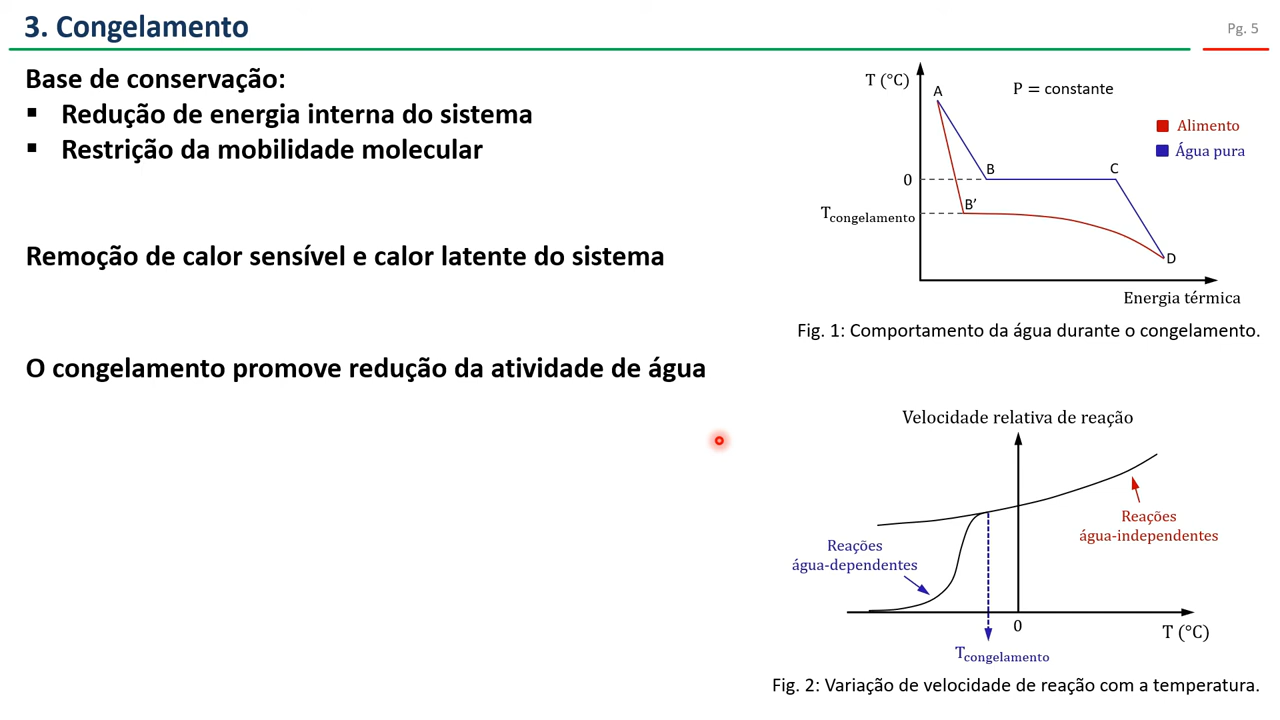 3. Congelamento
Pg. 5
Base de conservação:
▪ Redução de energia interna do sistema
▪ Restrição da mobilidade molecular
Remoção de calor sensível e calor latente do sistema
O congelamento promove redução da atividade de água
T (°C)
P = constante
A
Alimento
Água pura
B
C
0
B’
Tcongelamento
D
Energia térmica
Fig. 1: Comportamento da água durante o congelamento.
Velocidade relativa de reação
Reações
água-independentes
Reações
água-dependentes
0
T (°C)
Tcongelamento
Fig. 2: Variação de velocidade de reação com a temperatura.